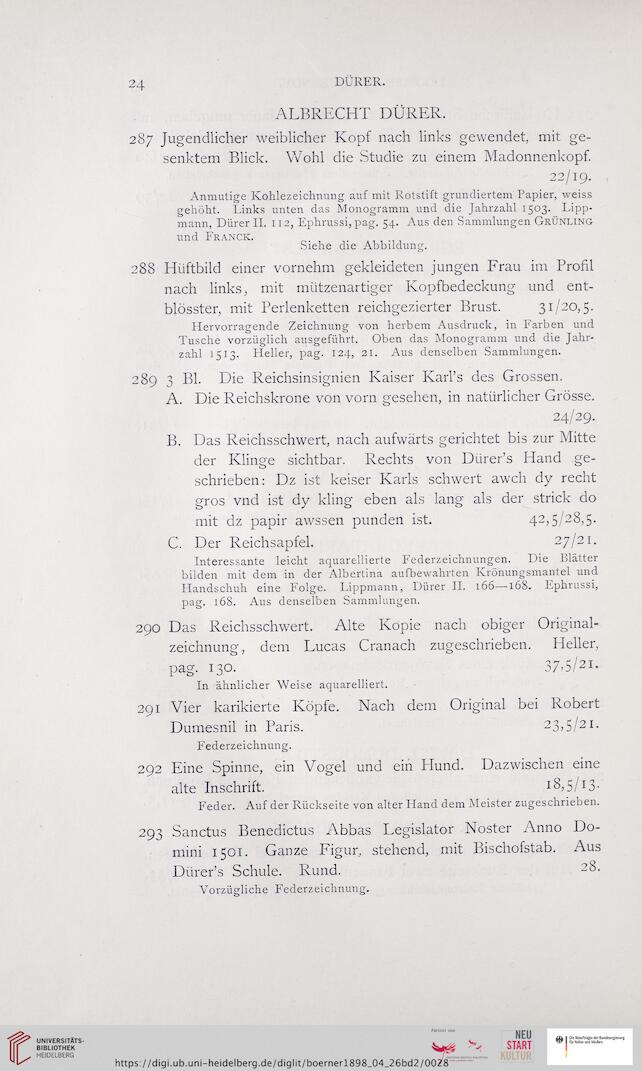 24 DÜRER.
ALBRECHT DÜRER.
287 Jugendlicher weiblicher Kopf nach links gewendet, mit ge-
senktem Blick. Wohl die Studie zu einem Madonnenkopf.
22/19.
Anmutige Kohlezeichnung auf mit Rotstift grundiertem Papier, weiss
gehöht. Links unten das Monogramm und die Jahrzahl 1503. Lipp-
mann, Dürer II. 112, Ephrussi, pag. 54. Aus den Sammlungen GRÜNLING
und FRANCK.
Siehe die Abbildung.
288 Hüftbild einer vornehm gekleideten jungen Frau im Profil
nach links, mit mützenartiger Kopfbedeckung und ent-
blösster, mit Perlenketten reichgezierter Brust. 31/20,5.
Hervorragende Zeichnung von herbem Ausdruck, in Farben und
Tusche vorzüglich ausgeführt. Oben das Monogramm und die Jahr-
zahl 1513. Heller, pag. 124, 21. Aus denselben Sammlungen.
289 3 Bl. Die Reichsinsignien Kaiser Karl's des Grossen.
A. Die Reichskrone von vorn gesehen, in natürlicher Grösse.
24/29.
B. Das Reichsschwert, nach aufwärts gerichtet bis zur Mitte
der Klinge sichtbar. Rechts von Dürer's Hand ge-
schrieben: Dz ist keiser Karls schwert awch dy recht
gros vnd ist dy kling eben als lang als der strick do
mit dz papir awssen punden ist. 42,5/28,5.
C. Der Reichsapfel. 27/21.
Interessante leicht aquarellierte Federzeichnungen. Die Blätter
bilden mit dem in der Albertina aufbewahrten Krönungsmantel und
Handschuh eine Folge. Lippmann, Dürer II. 166—168. Ephrussi,
pag. 168. Aus denselben Sammlungen.
290 Das Reichsschwert. Alte Kopie nach obiger Original-
zeichnung, dem Lucas Cranach zugeschrieben. Heller,
pag. 130. 37,5/21.
In ähnlicher Weise aquarelliert.
291 Vier karikierte Köpfe. Nach dem Original bei Robert
Dumesnil in Paris. 23,5/21.
Federzeichnung.
292 Eine Spinne, ein Vogel und ein Hund. Dazwischen eine
alte Inschrift. 18,5/13.
Feder. Auf der Rückseite von alter Hand dem Meister zugeschrieben.
293 Sanctus Benedictus Abbas Legislator Noster Anno Do-
mini 1501. Ganze Figur, stehend, mit Bischofstab. Aus
Dürer's Schule. Rund. 28.
Vorzügliche Federzeichnung.
UNIVERSITÄTS-
BIBLIOTHEK
HEIDELBERG
https://digi.ub.uni-heidelberg.de/diglit/boerner1898_04_26bd2/0028
Partner von
NEU
START
KULTUR
Die Beauftragte der Bundesregierung
für Kultur und Medien